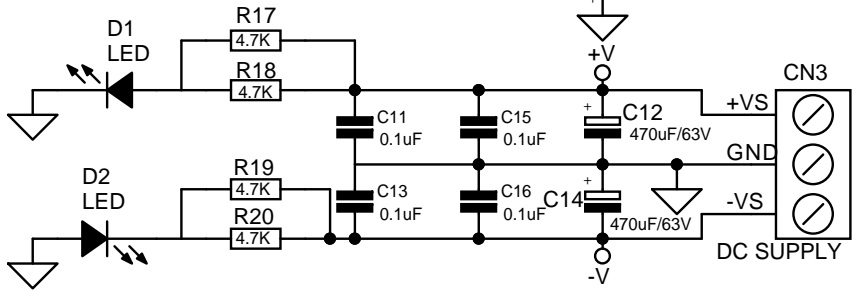 R17
4.7K
D1
LED
R18
4.7K
+V
CN3
C11
0.1uF
C15
0.1uF
+
C12
470uF/63V
+VS
GND
D2
LED
R19
4.7K
R20
4.7K
C13
0.1uF
C16
0.1uF
+
C14
470uF/63V
-VS
DC SUPPLY
-V